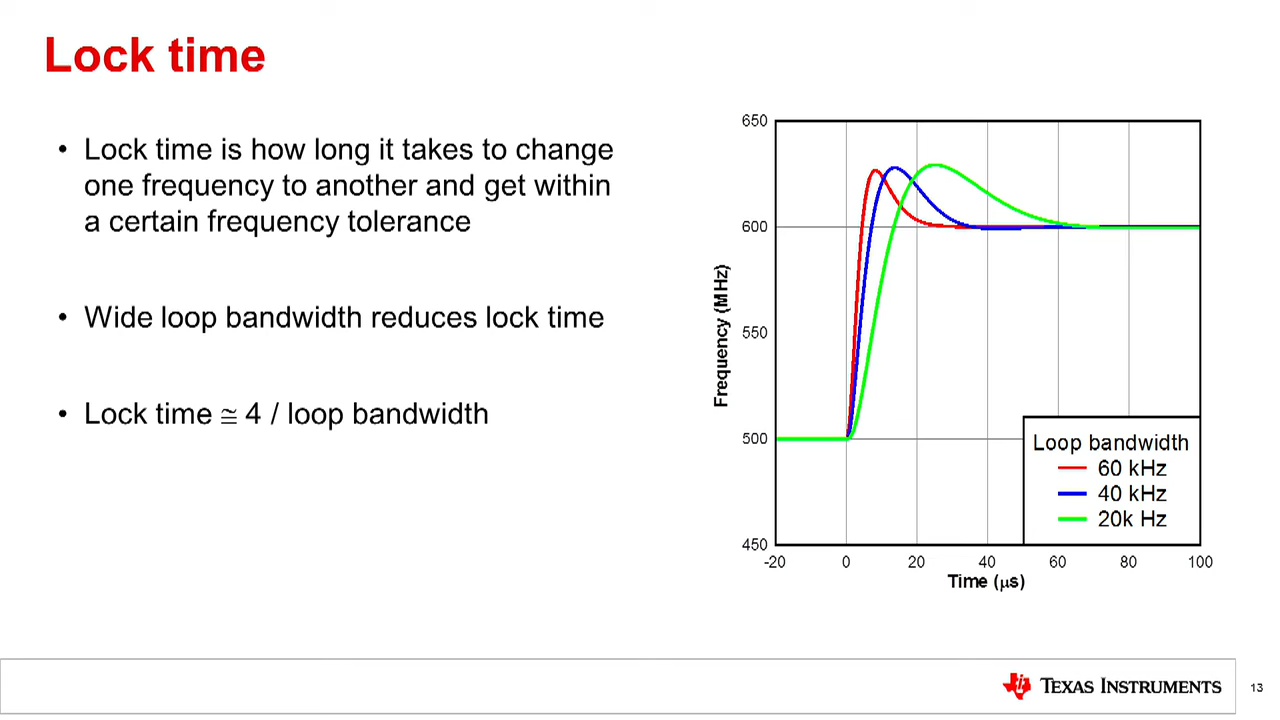 Lock time
• Lock time is how long it takes to change
one frequency to another and get within
a certain frequency tolerance
• Wide loop bandwidth reduces lock time
• Lock time ≅ 4 / loop bandwidth
650
600
550
500
450
Frequency (MHz)
-20 0 20 40 60 80 100
Time (μs)
Loop bandwidth
60 kHz
40 kHz
20k Hz
TEXAS INSTRUMENTS
13